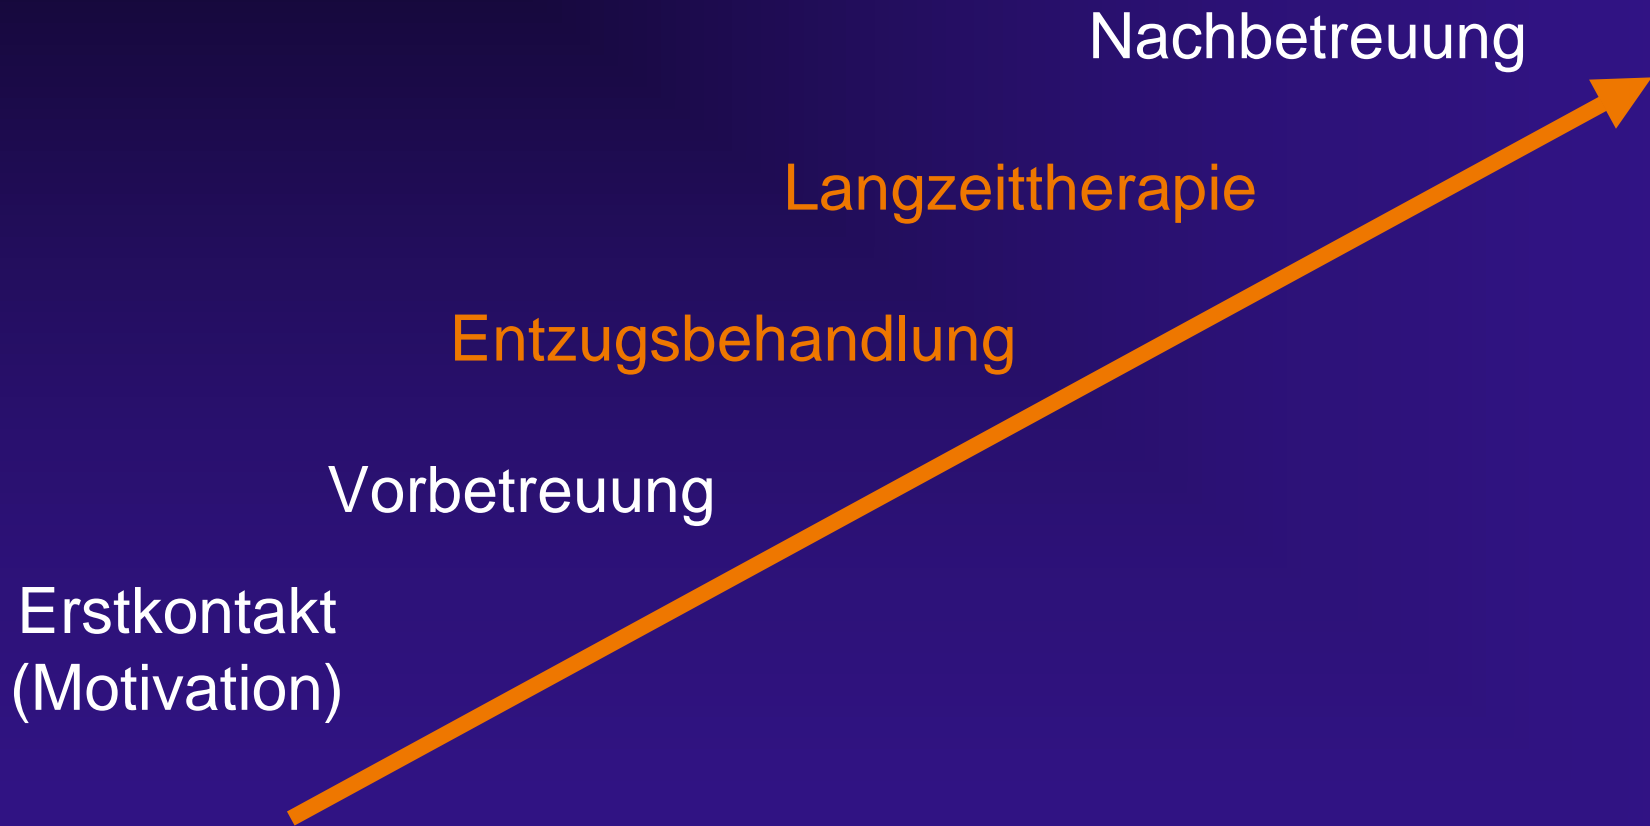 Nachbetreuung
Langzeittherapie
Entzugsbehandlung
Vorbetreuung
Erstkontakt
(Motivation)